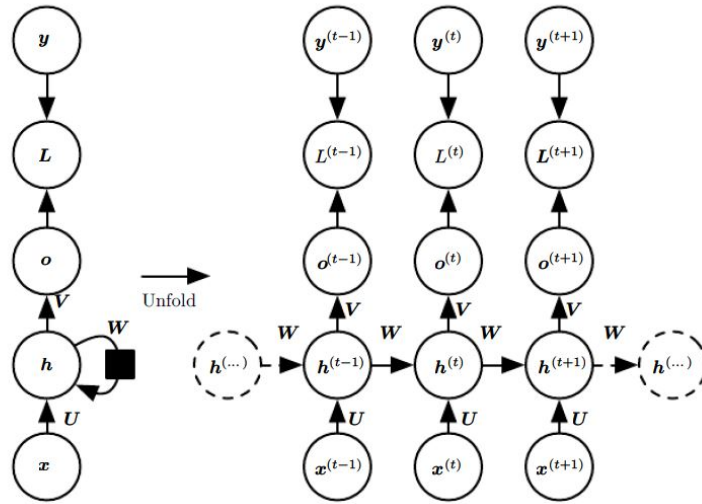 y y^(t−1) y^(t) y^(t+1)
L L^(t−1) L^(t) L^(t+1)
o o^(t−1) o^(t) o^(t+1)
Unfold
V V V V
W W W W W
h h^(...) h^(t−1) h^(t) h^(t+1) h^(...)
U U U U
x x^(t−1) x^(t) x^(t+1)